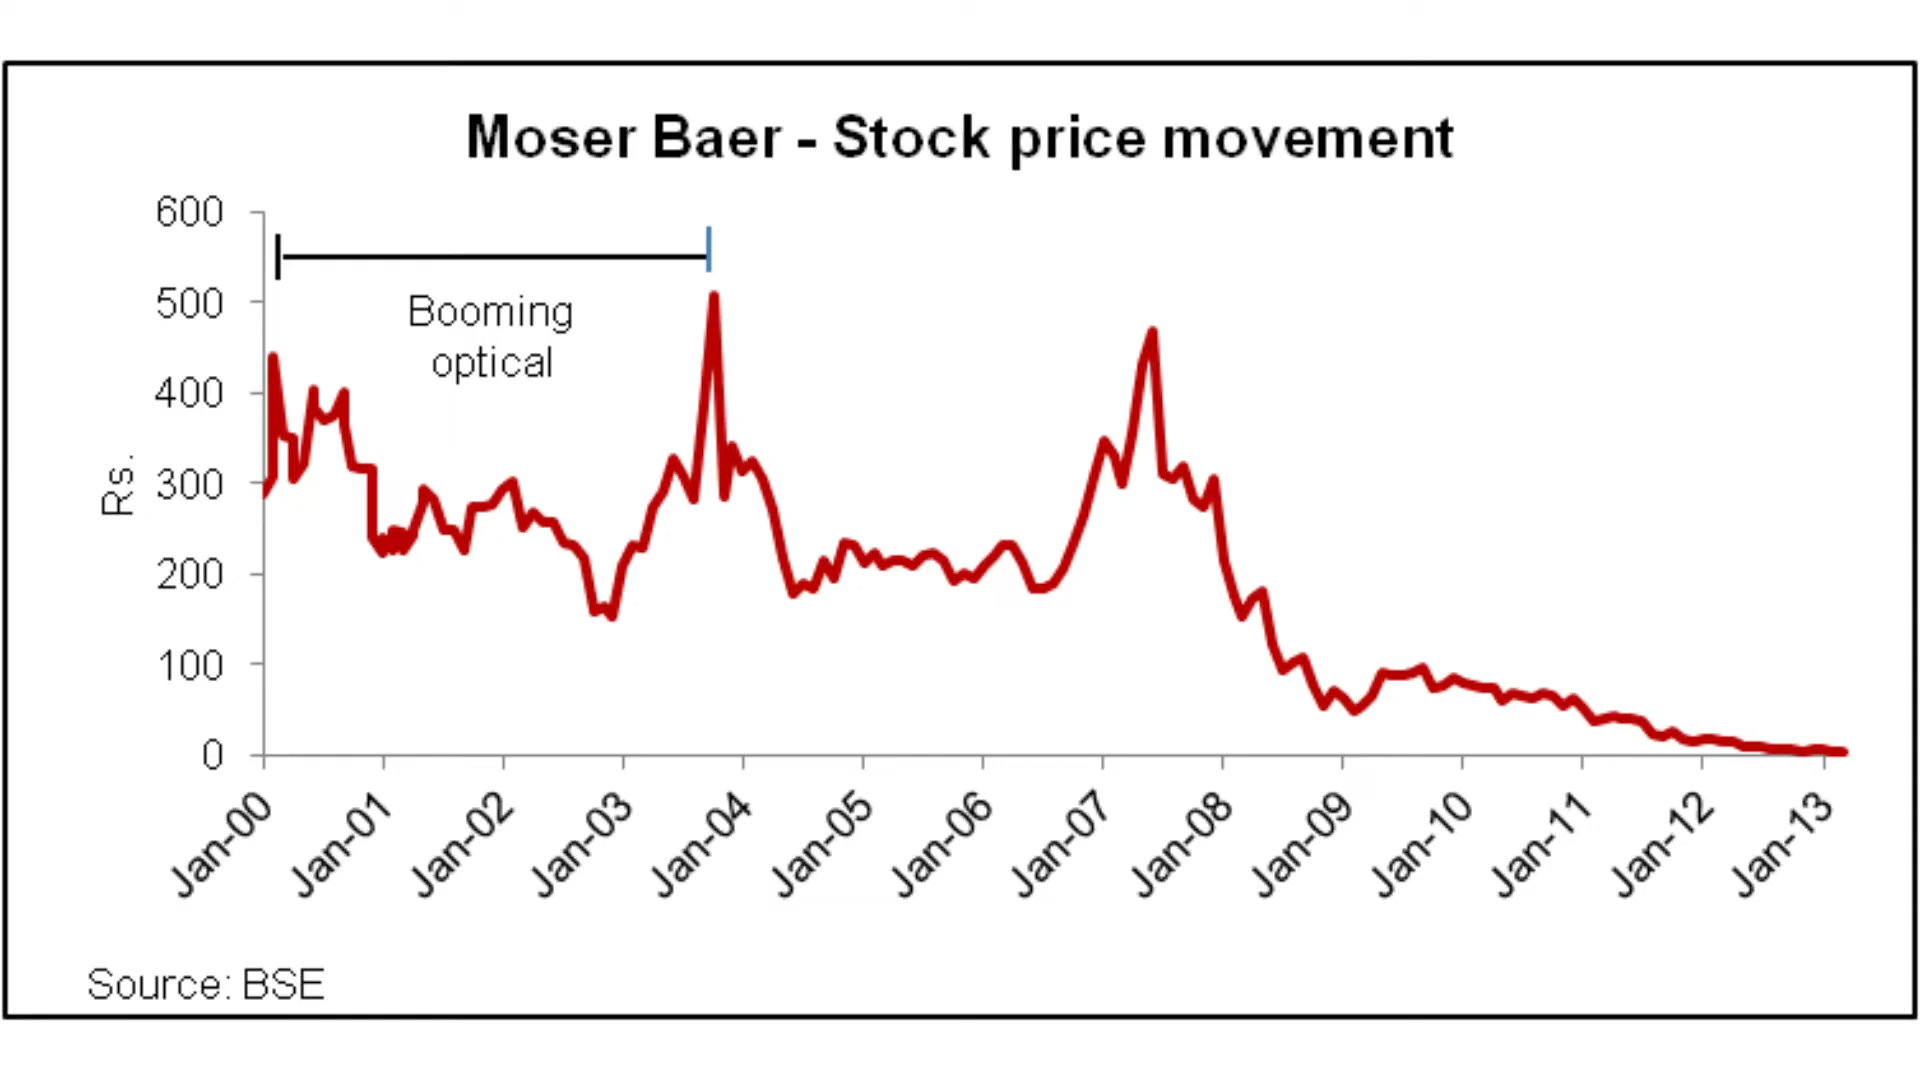 Moser Baer - Stock price movement
600
500
400
300
200
100
0
Rs.
Booming
optical
Jan-00
Jan-01
Jan-02
Jan-03
Jan-04
Jan-05
Jan-06
Jan-07
Jan-08
Jan-09
Jan-10
Jan-11
Jan-12
Jan-13
Source: BSE